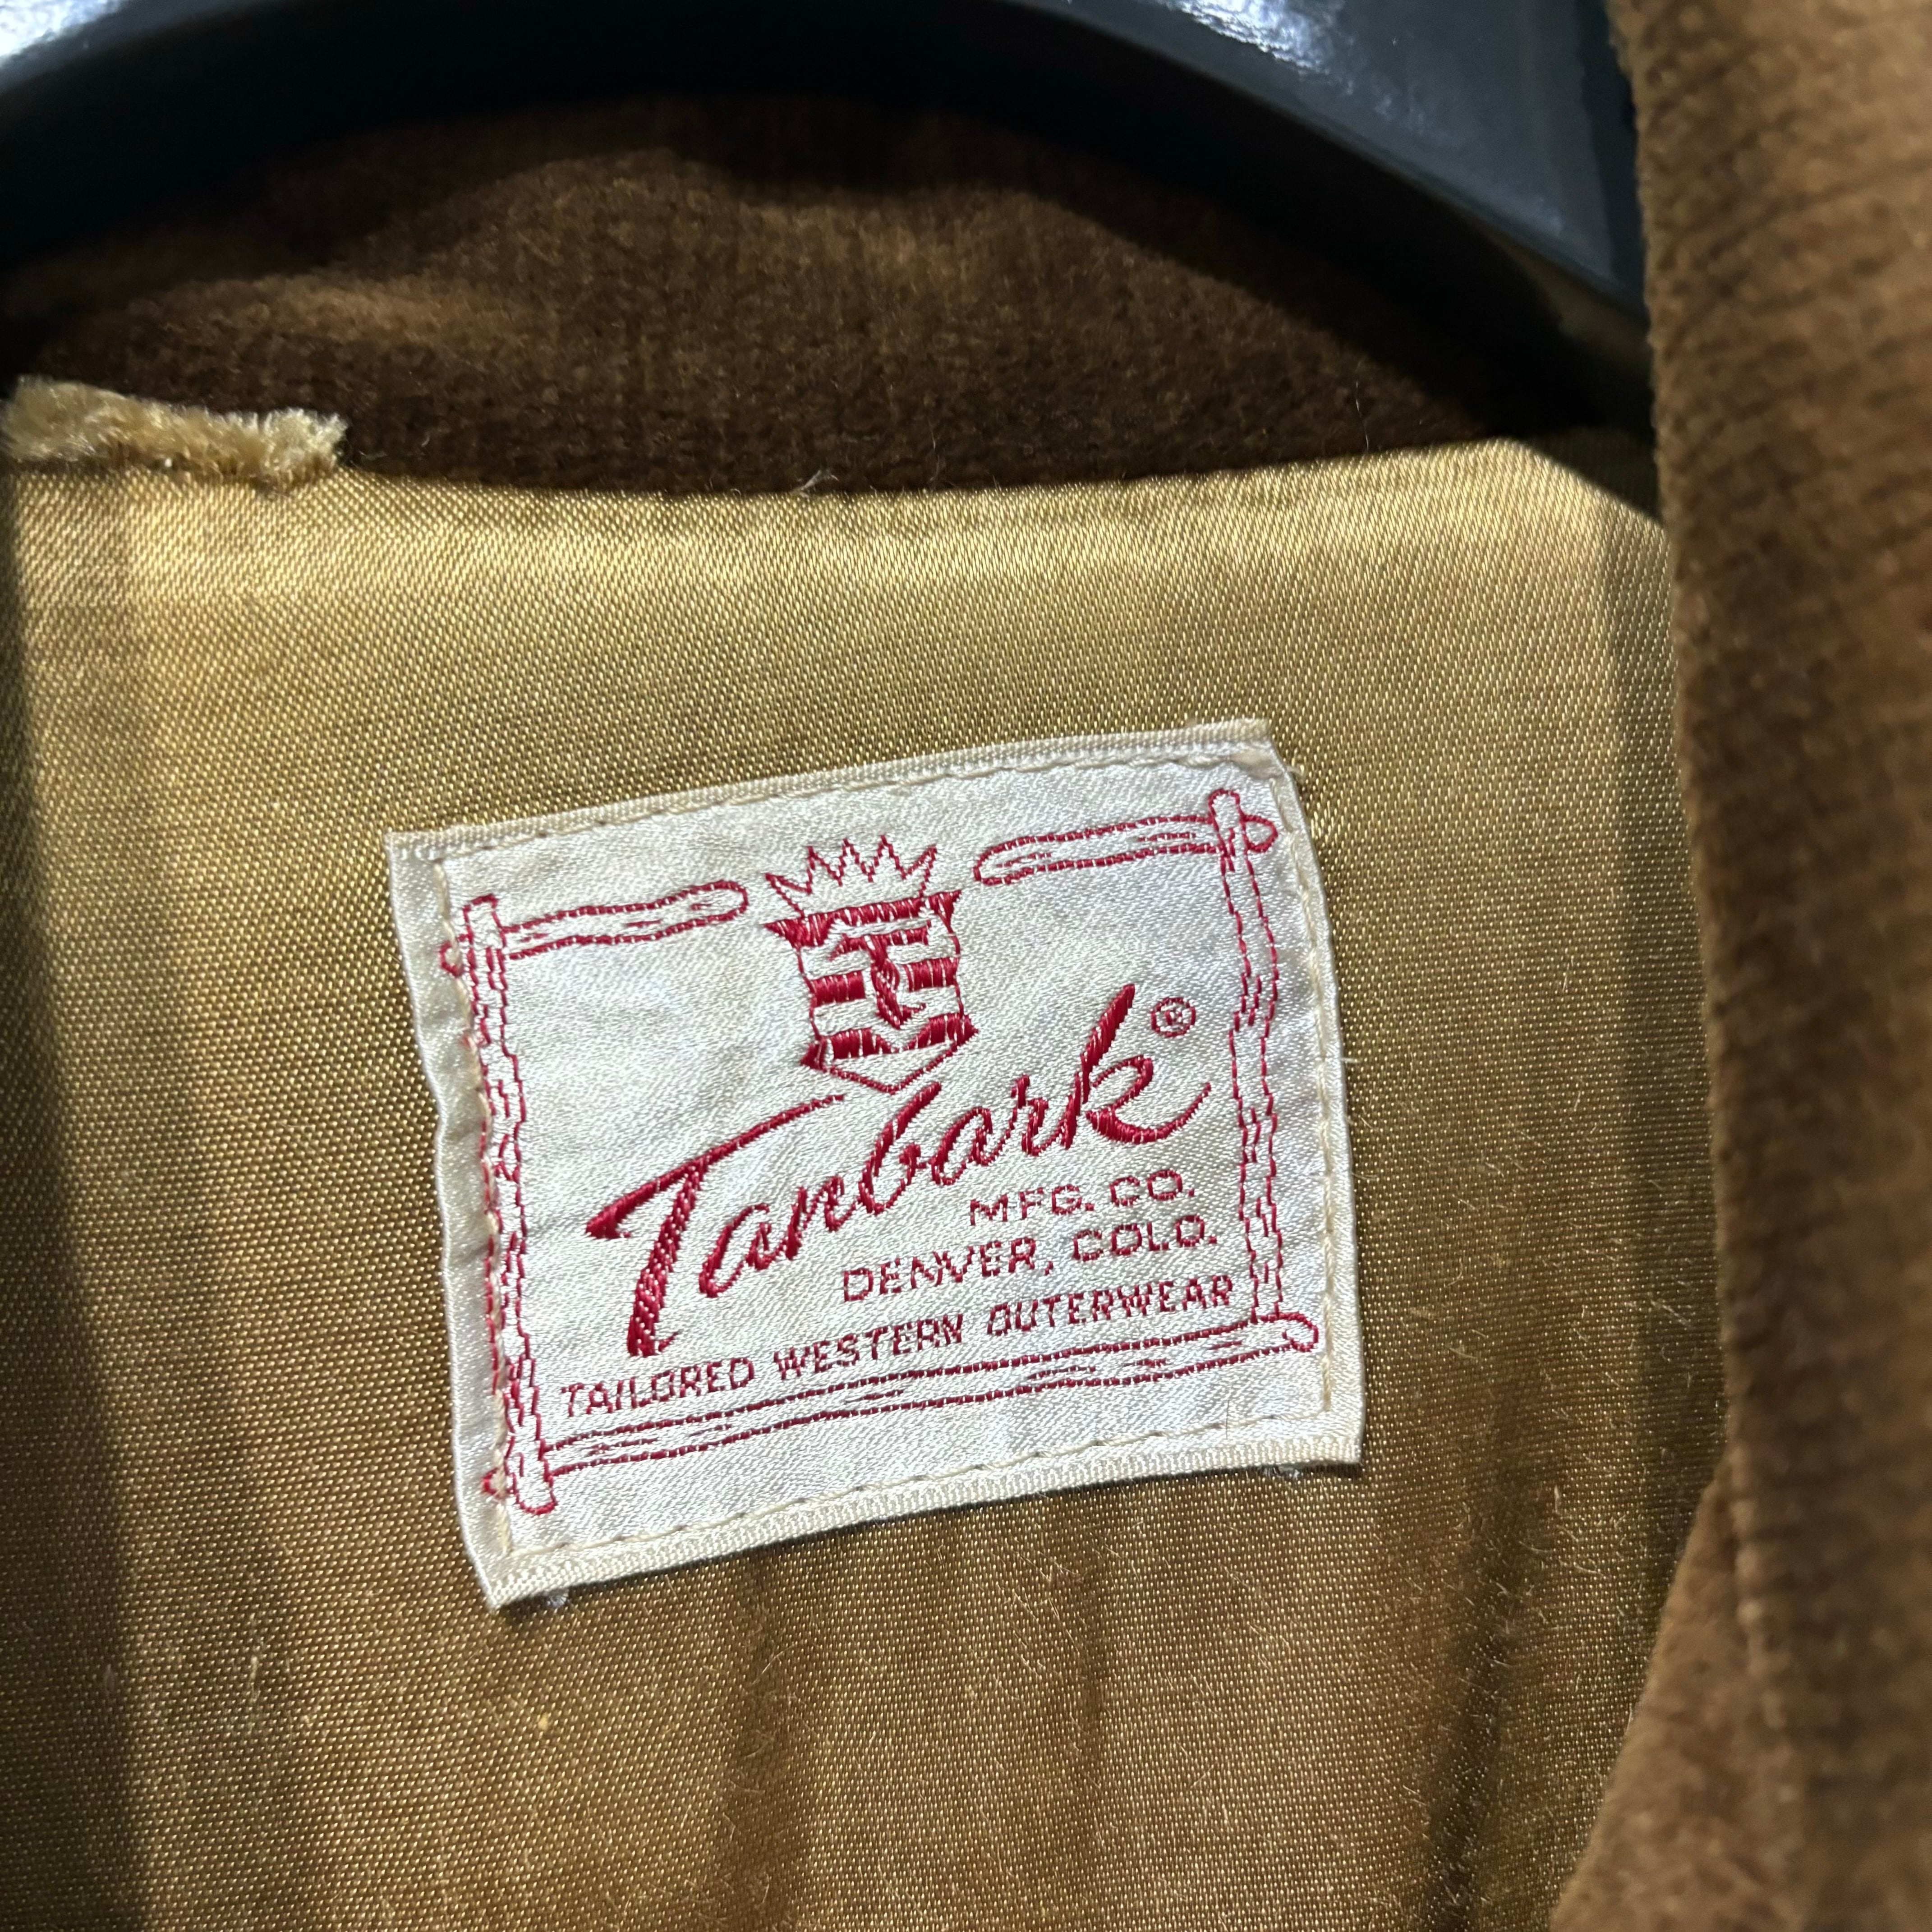 T
Tanbark®
MFG. CO.
DENVER, COLO.
TAILORED WESTERN OUTERWEAR